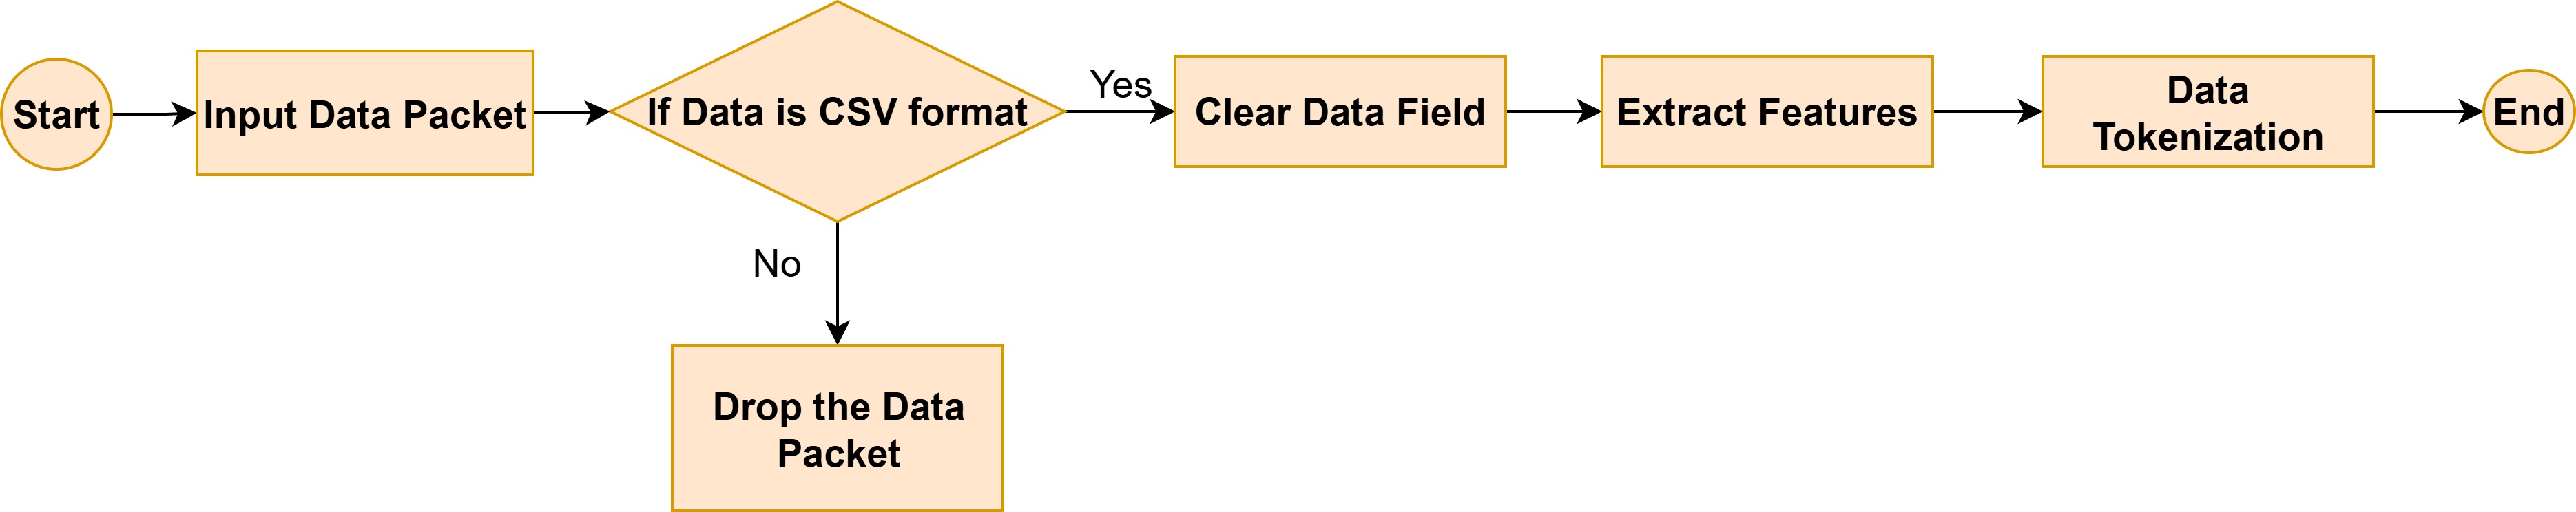 Start
Input Data Packet
If Data is CSV format
Yes
Clear Data Field
Extract Features
Data
Tokenization
End
No
Drop the Data
Packet